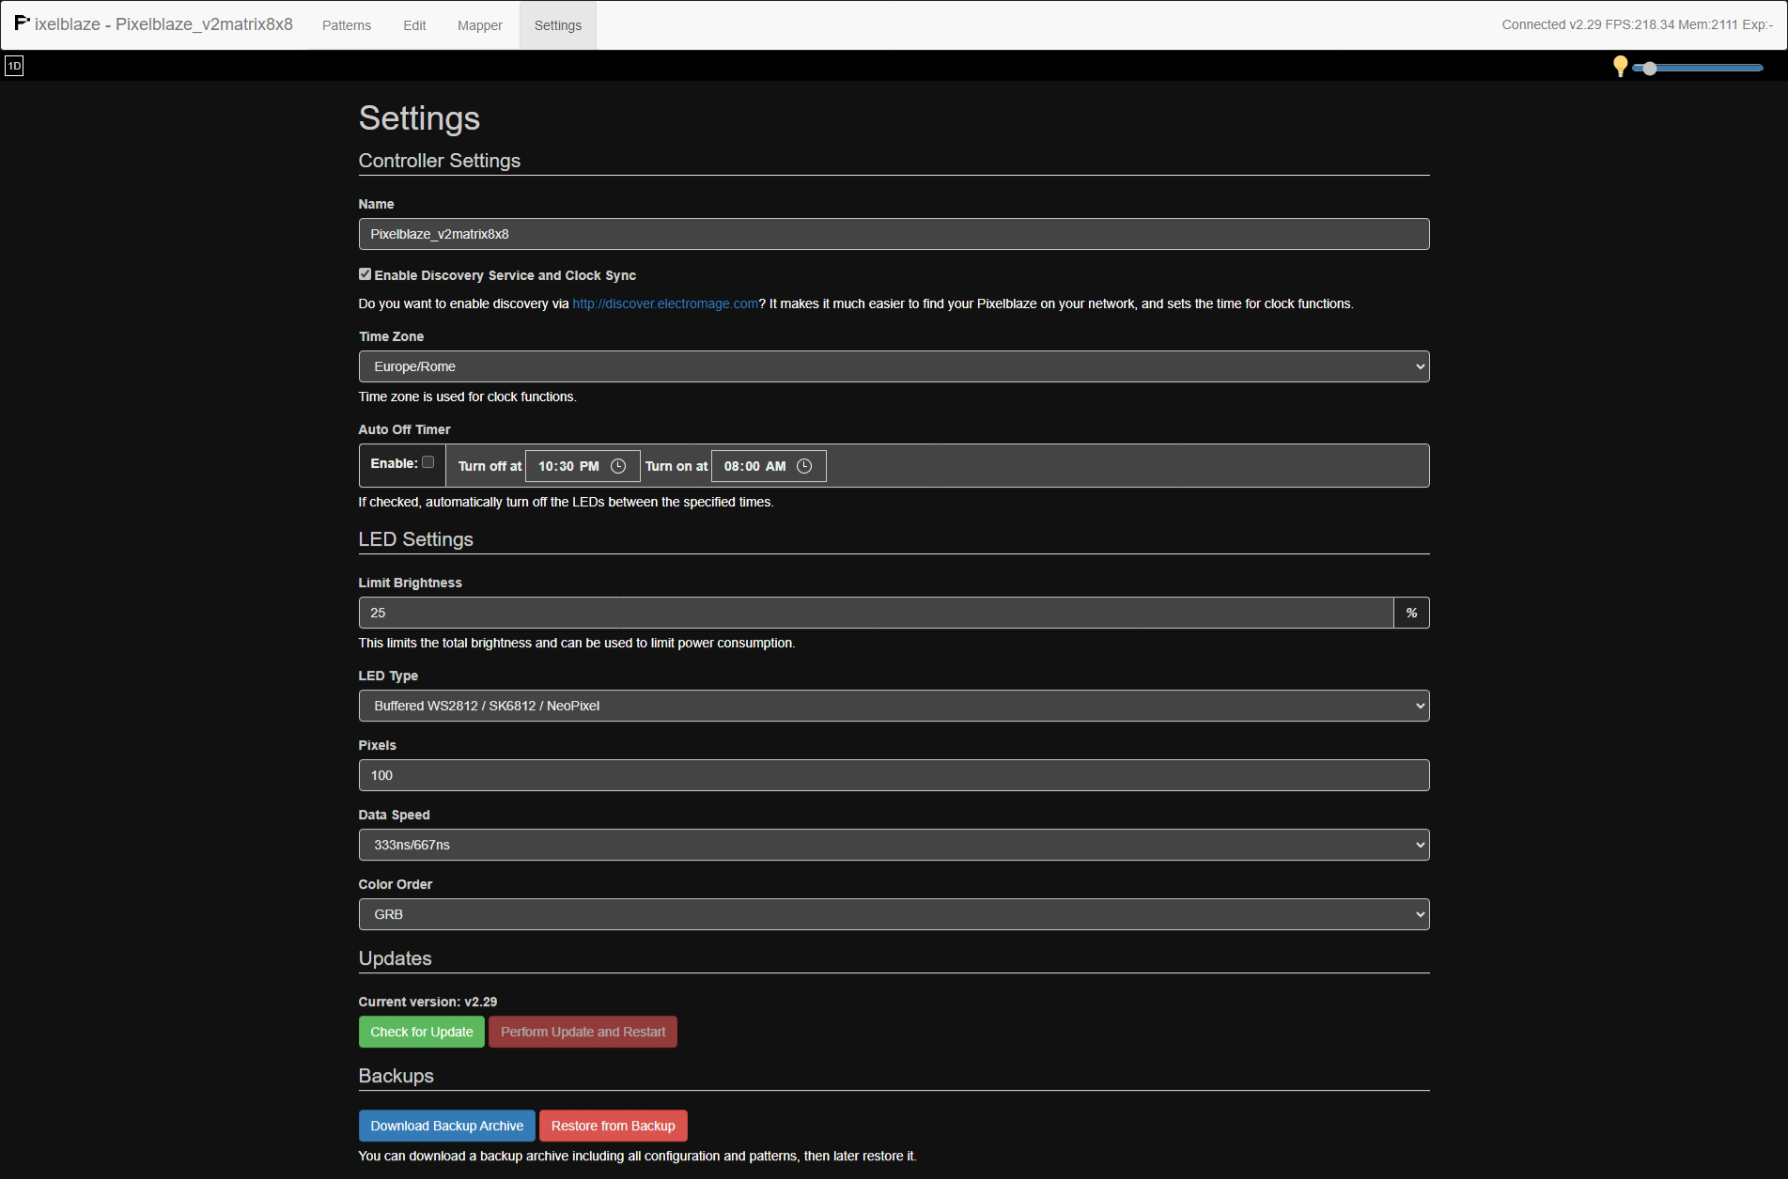 Pixelblaze - Pixelblaze_v2matrix8x8 Patterns Edit Mapper Settings Connected v2.29 FPS:218.34 Mem:2111 Exp:-
1D
Settings
Controller Settings
Name
Pixelblaze_v2matrix8x8
Enable Discovery Service and Clock Sync
Do you want to enable discovery via http://discover.electromage.com? It makes it much easier to find your Pixelblaze on your network, and sets the time for clock functions.
Time Zone
Europe/Rome
Time zone is used for clock functions.
Auto Off Timer
Enable: Turn off at 10:30 PM Turn on at 08:00 AM
If checked, automatically turn off the LEDs between the specified times.
LED Settings
Limit Brightness
25 %
This limits the total brightness and can be used to limit power consumption.
LED Type
Buffered WS2812 / SK6812 / NeoPixel
Pixels
100
Data Speed
333ns/667ns
Color Order
GRB
Updates
Current version: v2.29
Check for Update Perform Update and Restart
Backups
Download Backup Archive Restore from Backup
You can download a backup archive including all configuration and patterns, then later restore it.